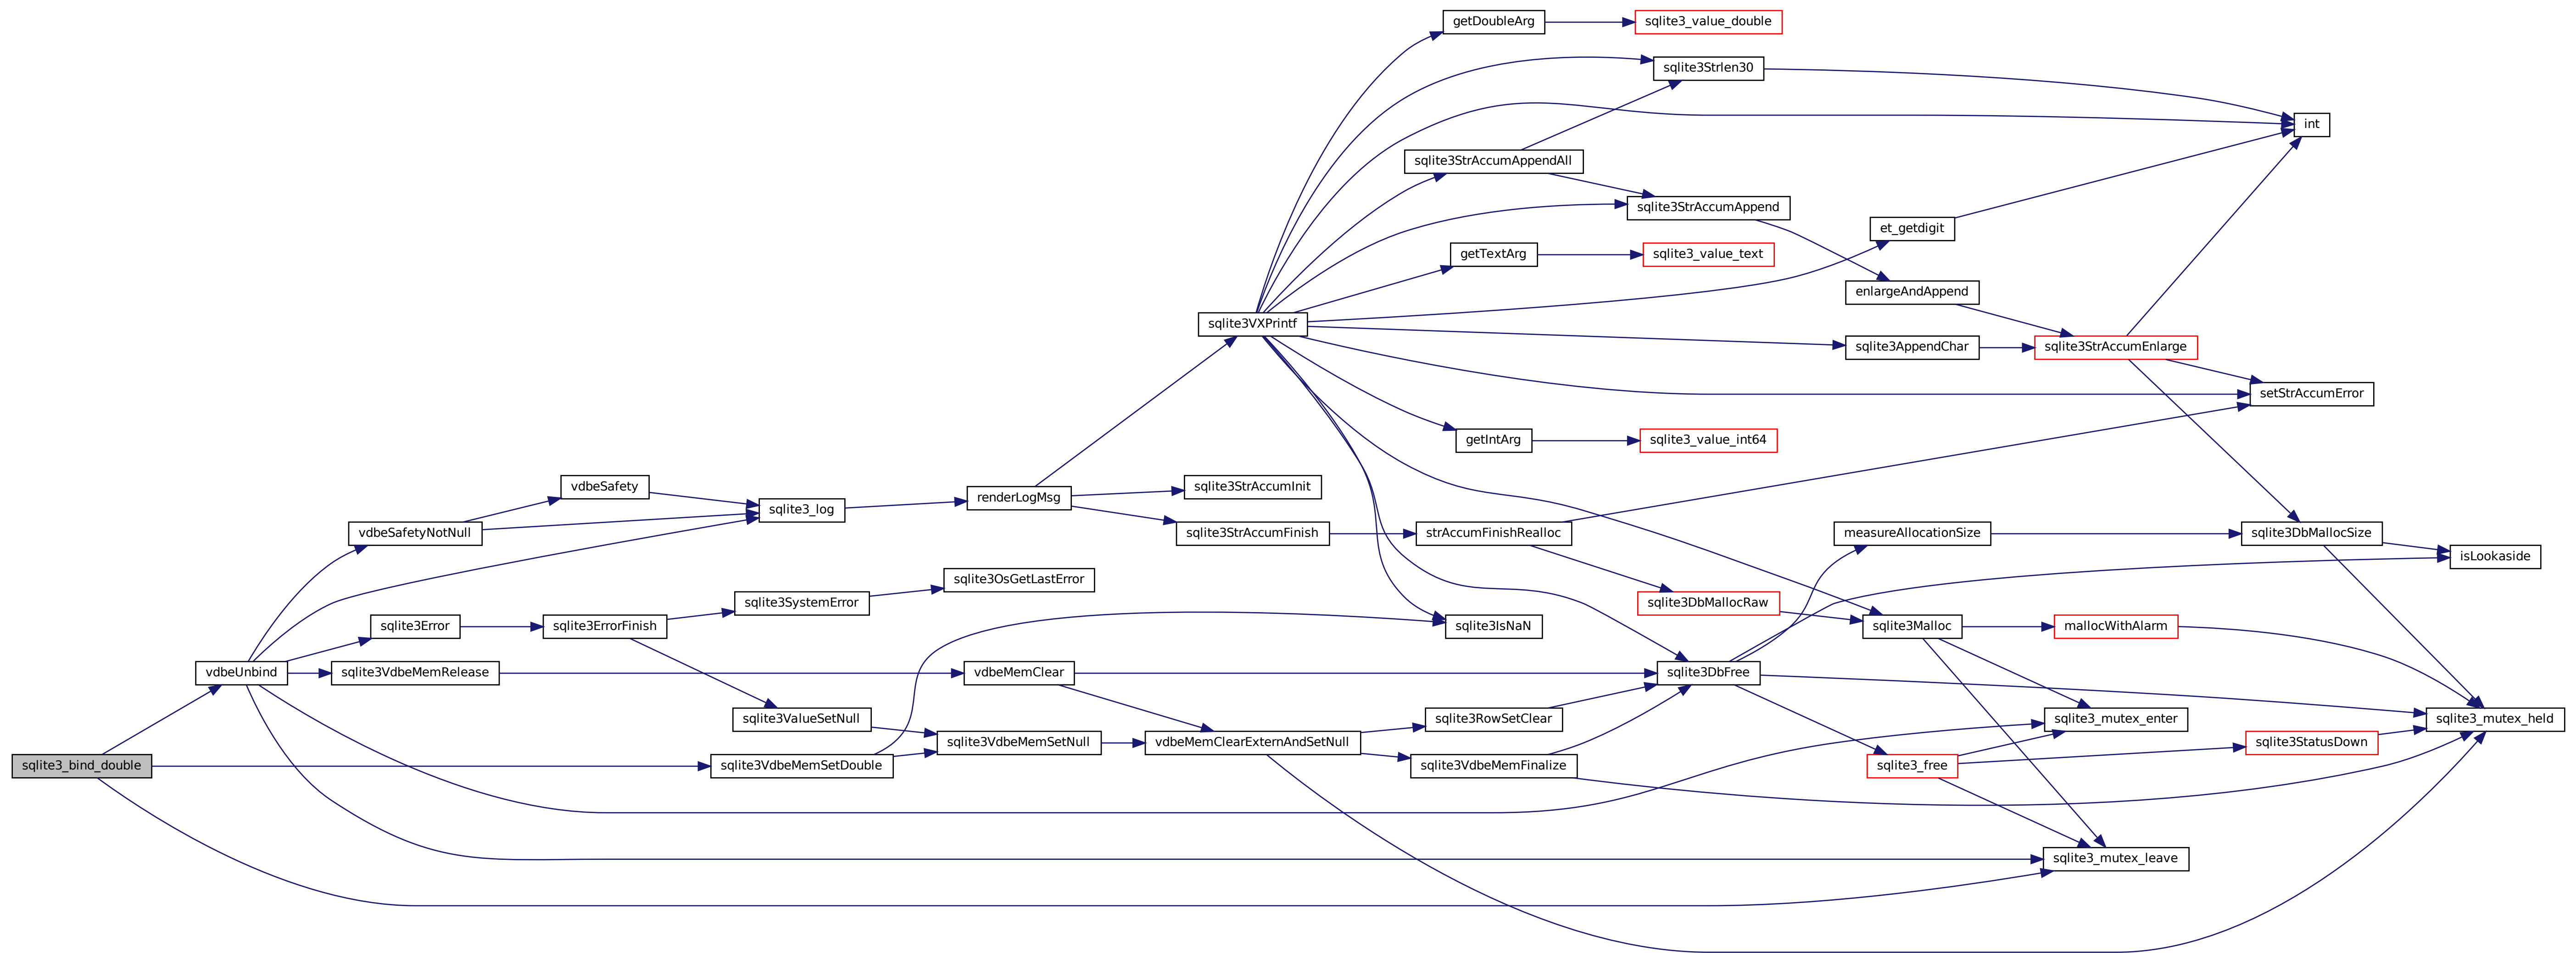 getDoubleArg
sqlite3_value_double
sqlite3Strlen30
int
sqlite3StrAccumAppendAll
sqlite3StrAccumAppend
et_getdigit
getTextArg
sqlite3_value_text
enlargeAndAppend
sqlite3VXPrintf
sqlite3AppendChar
sqlite3StrAccumEnlarge
setStrAccumError
getIntArg
sqlite3_value_int64
vdbeSafety
sqlite3StrAccumInit
renderLogMsg
sqlite3_log
vdbeSafetyNotNull
sqlite3StrAccumFinish
strAccumFinishRealloc
measureAllocationSize
sqlite3DbMallocSize
isLookaside
sqlite3OsGetLastError
sqlite3SystemError
sqlite3DbMallocRaw
sqlite3Error
sqlite3ErrorFinish
sqlite3IsNaN
sqlite3Malloc
mallocWithAlarm
vdbeUnbind
sqlite3VdbeMemRelease
vdbeMemClear
sqlite3DbFree
sqlite3ValueSetNull
sqlite3RowSetClear
sqlite3_mutex_enter
sqlite3_mutex_held
sqlite3VdbeMemSetNull
vdbeMemClearExternAndSetNull
sqlite3StatusDown
sqlite3_bind_double
sqlite3VdbeMemSetDouble
sqlite3VdbeMemFinalize
sqlite3_free
sqlite3_mutex_leave